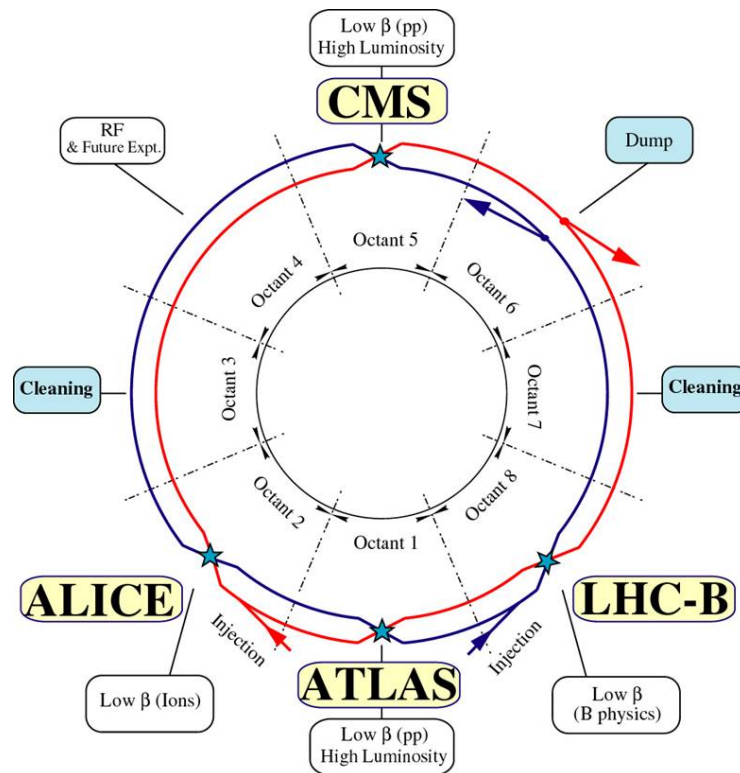 Low β (pp)
High Luminosity
CMS
RF
& Future Expt.
Dump
Octant 5
Octant 4
Octant 6
Cleaning
Octant 3
Octant 7
Cleaning
Octant 2
Octant 8
Octant 1
ALICE
LHC-B
Injection
Injection
ATLAS
Low β (Ions)
Low β
(B physics)
Low β (pp)
High Luminosity